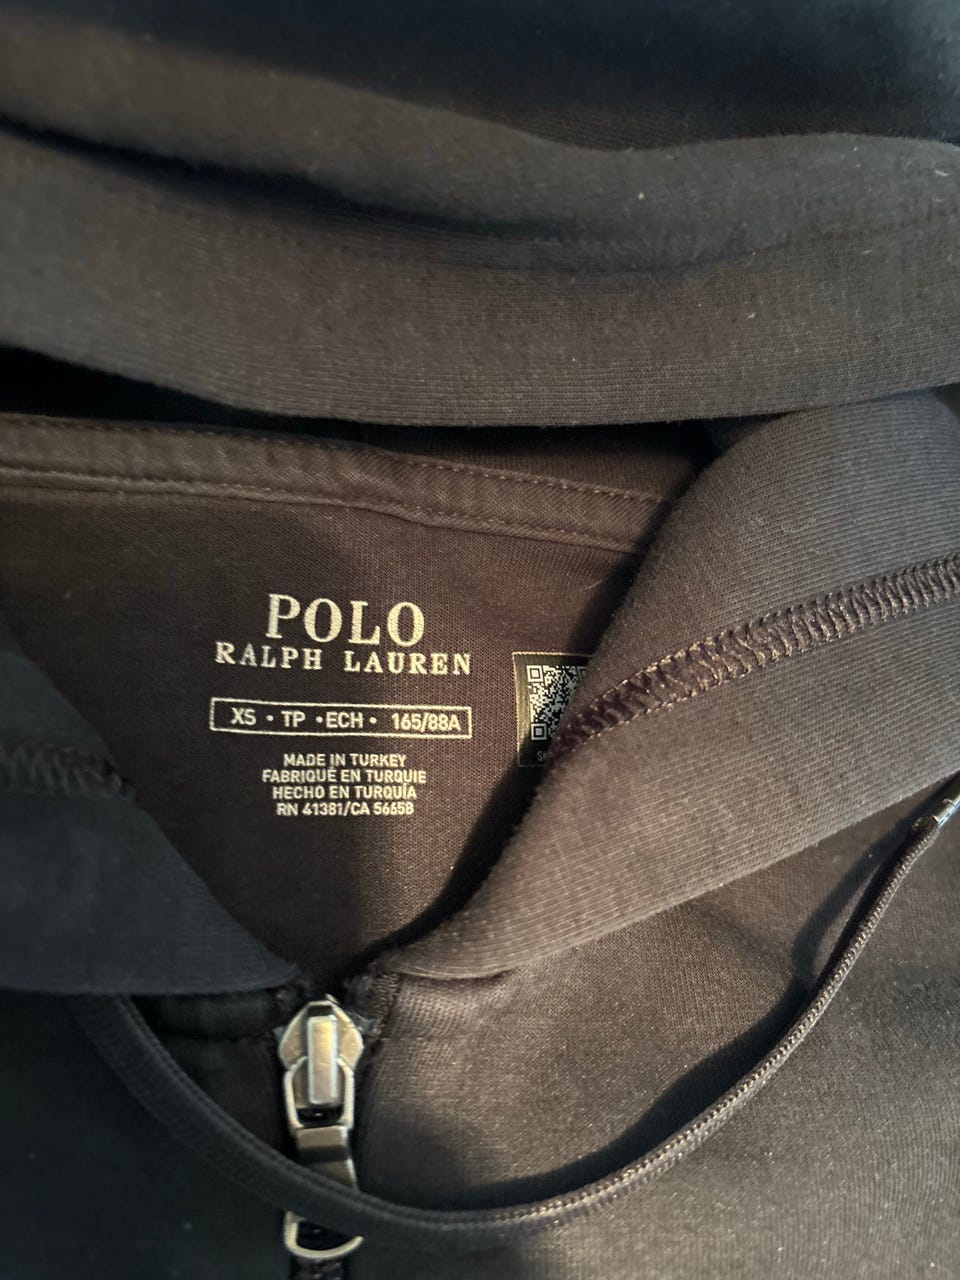 POLO
RALPH LAUREN
XS • TP • ECH • 165/88A
MADE IN TURKEY
FABRIQUÉ EN TURQUIE
HECHO EN TURQUÍA
RN 41381/CA 5665B